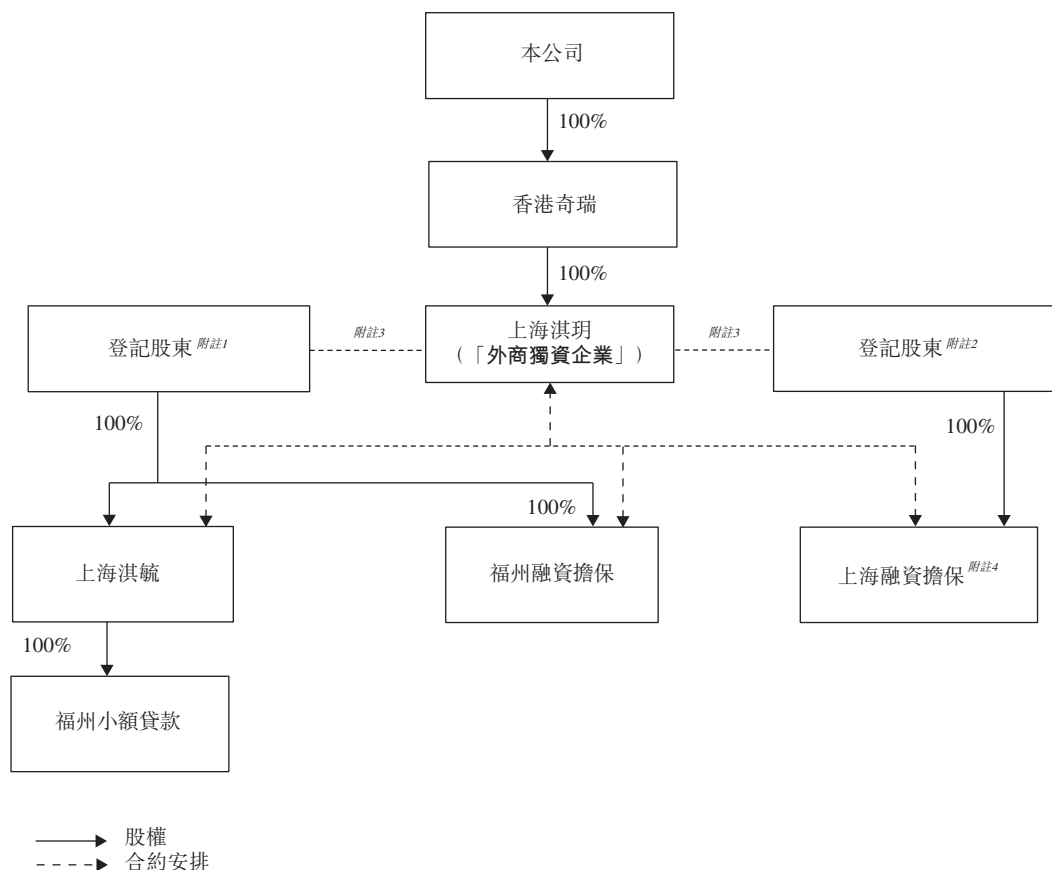 本公司
100%
香港奇瑞
100%
登記股東 附註1
附註3
上海淇玥
（「外商獨資企業」）
附註3
登記股東 附註2
100%
100%
100%
上海淇毓
福州融資擔保
上海融資擔保 附註4
100%
福州小額貸款
股權
合約安排